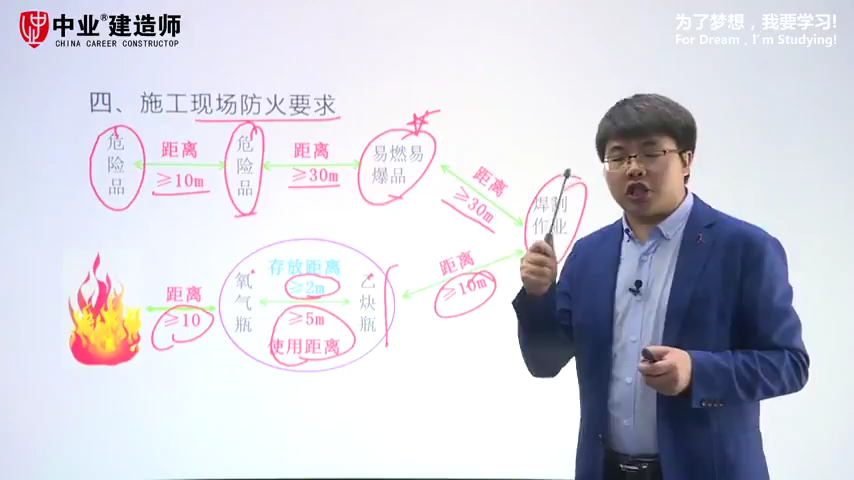 中业®建造师
CHINA CAREER CONSTRUCTOP
为了梦想，我要学习!
For Dream, I'm Studying!
四、施工现场防火要求
危险品
距离
≥10m
危险品
距离
≥30m
易燃易
爆品
距离
≥30m
焊割
作业
距离
≥10
氧气瓶
存放距离
≥2m
≥5m
使用距离
乙炔瓶
距离
≥10m